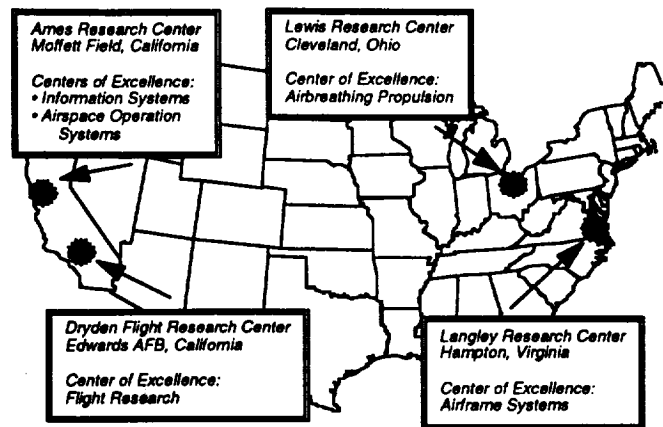 Ames Research Center
Moffett Field, California
Centers of Excellence:
• Information Systems
• Airspace Operation
Systems
Lewis Research Center
Cleveland, Ohio
Center of Excellence:
Airbreathing Propulsion
Dryden Flight Research Center
Edwards AFB, California
Center of Excellence:
Flight Research
Langley Research Center
Hampton, Virginia
Center of Excellence:
Airframe Systems